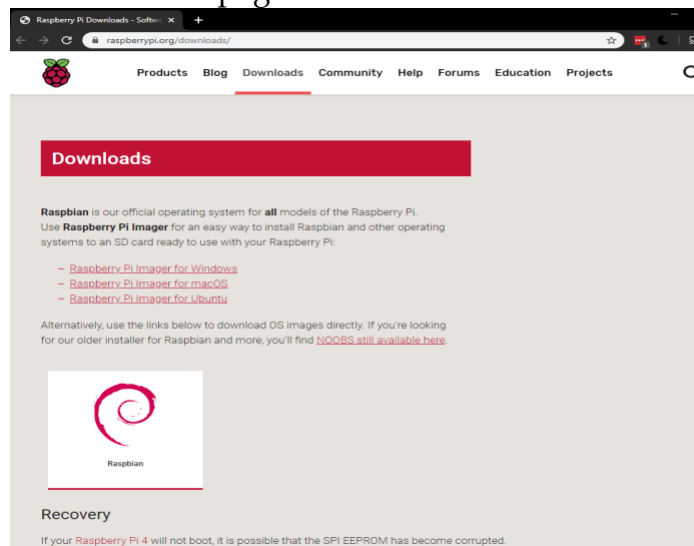 Raspberry Pi Downloads - Softw
raspberrypi.org/downloads/
Products Blog Downloads Community Help Forums Education Projects
Downloads
Raspbian is our official operating system for all models of the Raspberry Pi.
Use Raspberry Pi Imager for an easy way to install Raspbian and other operating
systems to an SD card ready to use with your Raspberry Pi:
– Raspberry Pi Imager for Windows
– Raspberry Pi Imager for macOS
– Raspberry Pi Imager for Ubuntu
Alternatively, use the links below to download OS images directly. If you're looking
for our older installer for Raspbian and more, you'll find NOOBS still available here.
Raspbian
Recovery
If your Raspberry Pi 4 will not boot, it is possible that the SPI EEPROM has become corrupted.